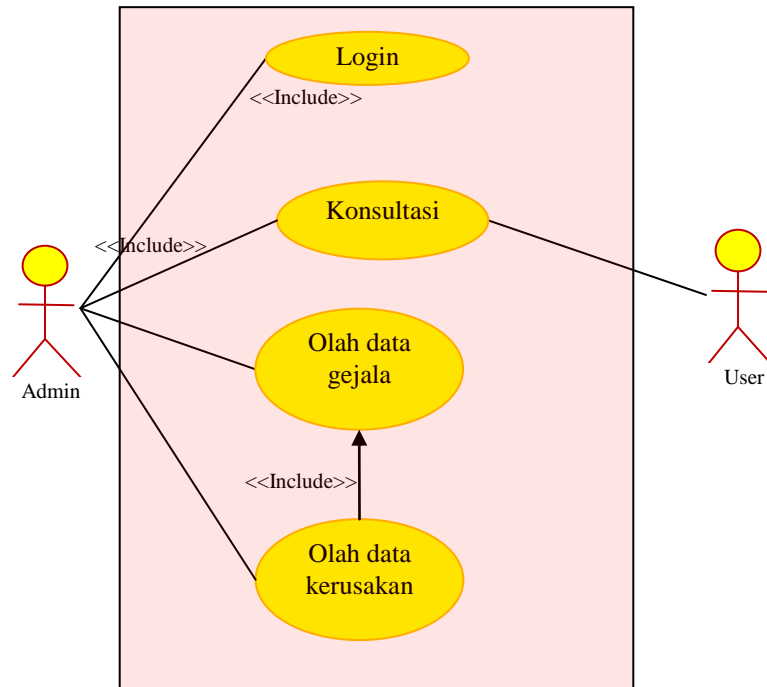 Login
<<Include>>
Konsultasi
<<Include>>
Olah data
gejala
Admin
User
<<Include>>
Olah data
kerusakan